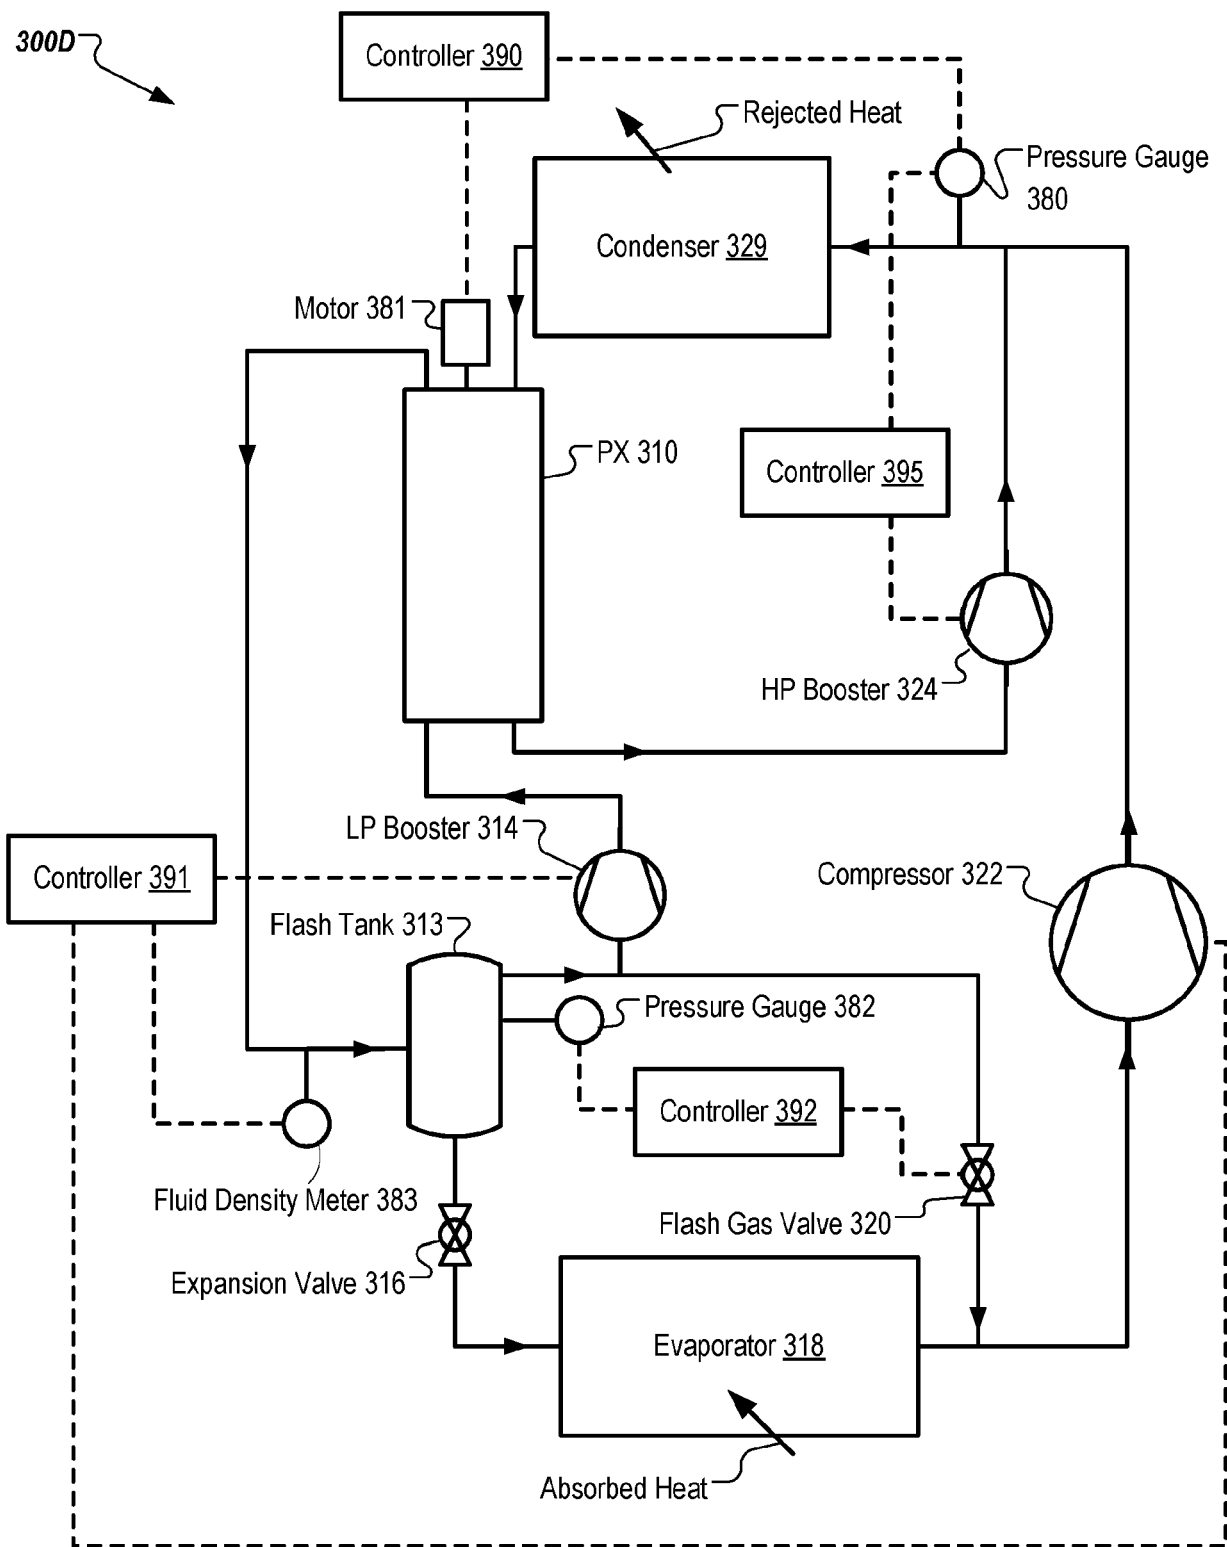 300D
Controller 390
Rejected Heat
Pressure Gauge
380
Condenser 329
Motor 381
PX 310
Controller 395
HP Booster 324
LP Booster 314
Controller 391
Compressor 322
Flash Tank 313
Pressure Gauge 382
Controller 392
Fluid Density Meter 383
Flash Gas Valve 320
Expansion Valve 316
Evaporator 318
Absorbed Heat